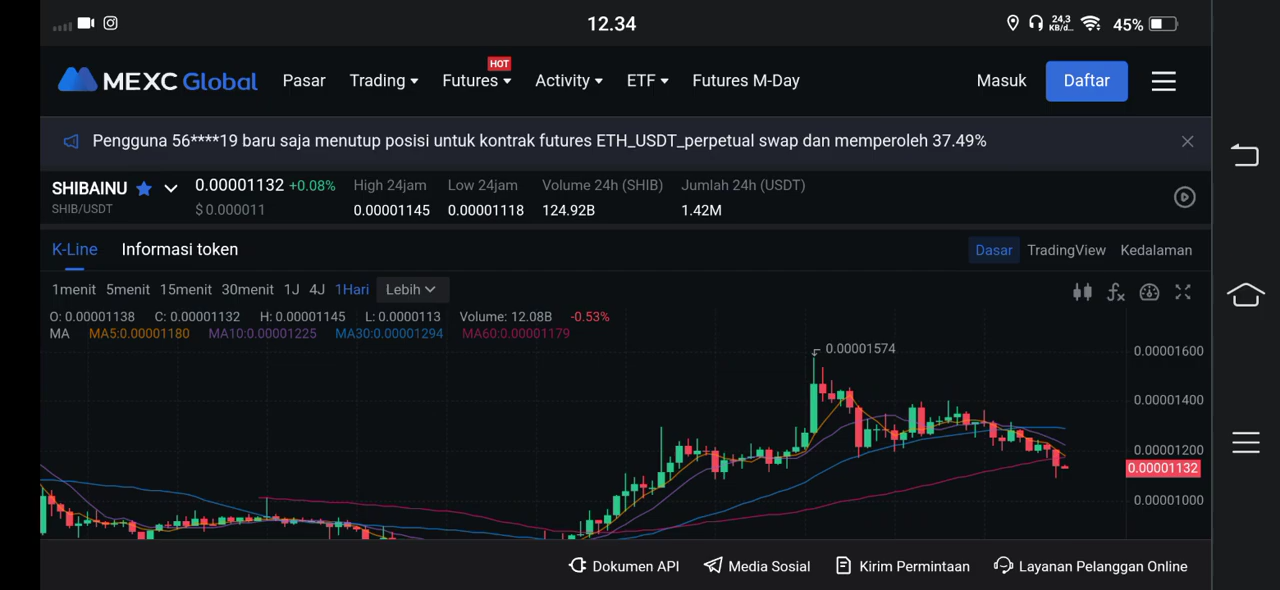 12.34
24,3
KB/d...
45%
MEXC Global
Pasar
Trading
Futures
HOT
Activity
ETF
Futures M-Day
Masuk
Daftar
Pengguna 56****19 baru saja menutup posisi untuk kontrak futures ETH_USDT_perpetual swap dan memperoleh 37.49%
SHIBAINU
SHIB/USDT
0.00001132 +0.08%
$ 0.000011
High 24jam
0.00001145
Low 24jam
0.00001118
Volume 24h (SHIB)
124.92B
Jumlah 24h (USDT)
1.42M
K-Line
Informasi token
Dasar
TradingView
Kedalaman
1menit 5menit 15menit 30menit 1J 4J 1Hari Lebih
O: 0.00001138 C: 0.00001132 H: 0.00001145 L: 0.0000113 Volume: 12.08B -0.53%
MA MA5:0.00001180 MA10:0.00001225 MA30:0.00001294 MA60:0.00001179
0.00001574
0.00001600
0.00001400
0.00001200
0.00001132
0.00001000
Dokumen API
Media Sosial
Kirim Permintaan
Layanan Pelanggan Online